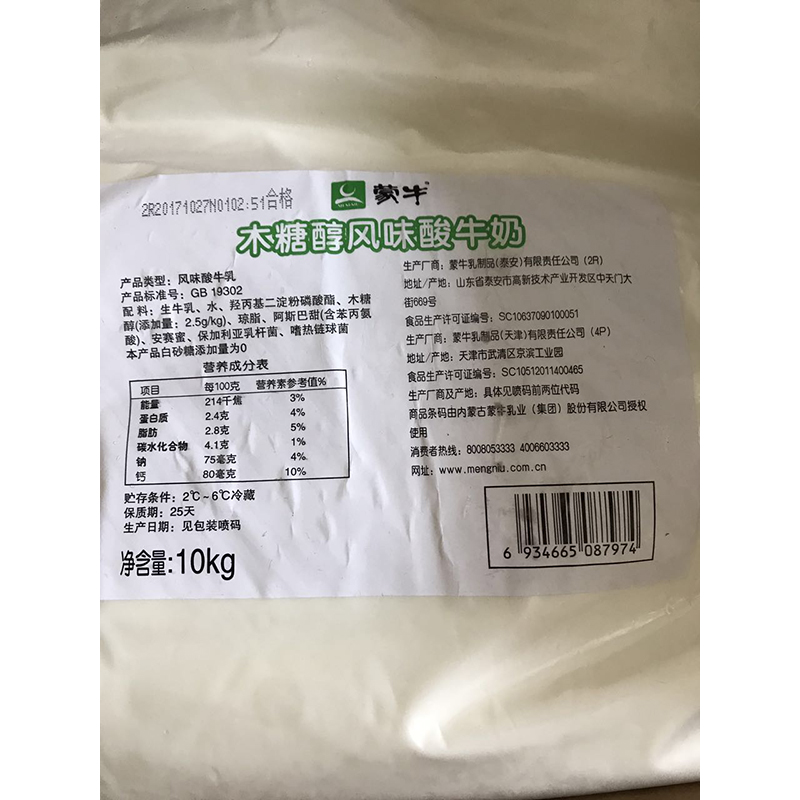 2R20171027N0102:51合格
蒙牛
木糖醇风味酸牛奶
产品类型：风味酸牛乳
产品标准号：GB 19302
配 料：生牛乳、水、羟丙基二淀粉磷酸酯、木糖
醇(添加量：2.5g/kg)、琼脂、阿斯巴甜(含苯丙氨
酸)、安赛蜜、保加利亚乳杆菌、嗜热链球菌
本产品白砂糖添加量为0
营养成分表
项目 每100克 营养素参考值%
能量 214千焦 3%
蛋白质 2.4克 4%
脂肪 2.8克 5%
碳水化合物 4.1克 1%
钠 75毫克 4%
钙 80毫克 10%
贮存条件：2℃~6℃冷藏
保质期：25天
生产日期：见包装喷码
净含量:10kg
生产厂商：蒙牛乳制品(泰安)有限责任公司（2R）
地址/产地：山东省泰安市高新技术产业开发区中天门大
街669号
食品生产许可证编号：SC10637090100051
生产厂商：蒙牛乳制品(天津)有限责任公司（4P）
地址/产地：天津市武清区京滨工业园
食品生产许可证编号：SC10512011400465
生产厂商及产地：具体见喷码前两位代码
商品条码由内蒙古蒙牛乳业（集团）股份有限公司授权
使用
消费者热线：8008053333 4006603333
网址：www.mengniu.com.cn
6 934665 087974